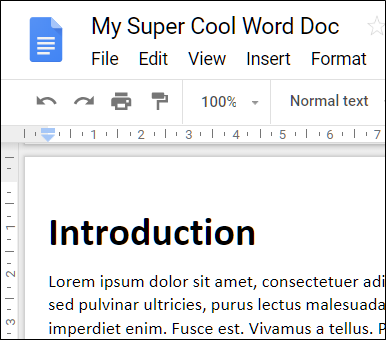 My Super Cool Word Doc
File Edit View Insert Format
100% Normal text
1 2 3 4 5 6 7
1
2
3
Introduction
Lorem ipsum dolor sit amet, consectetuer adi
sed pulvinar ultricies, purus lectus malesuada
imperdiet enim. Fusce est. Vivamus a tellus. P